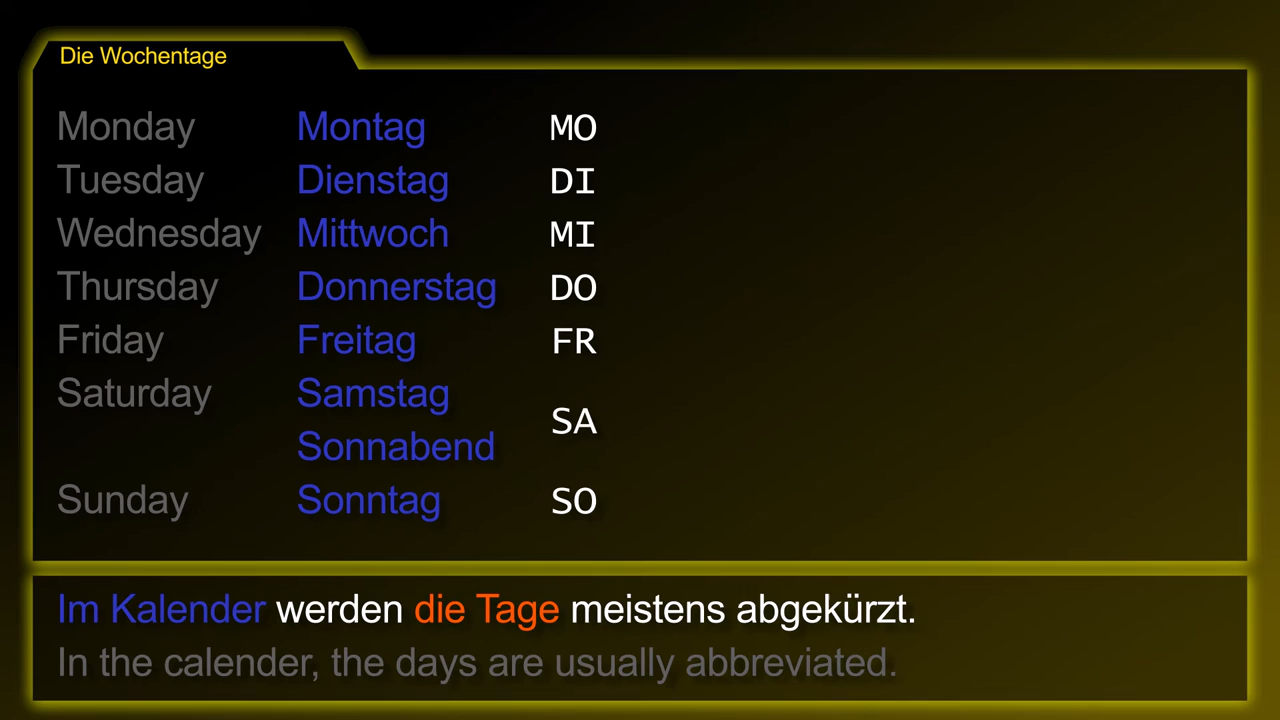 Die Wochentage
Monday Montag MO
Tuesday Dienstag DI
Wednesday Mittwoch MI
Thursday Donnerstag DO
Friday Freitag FR
Saturday Samstag
SA
Sonnabend
Sunday Sonntag SO
Im Kalender werden die Tage meistens abgekürzt.
In the calender, the days are usually abbreviated.